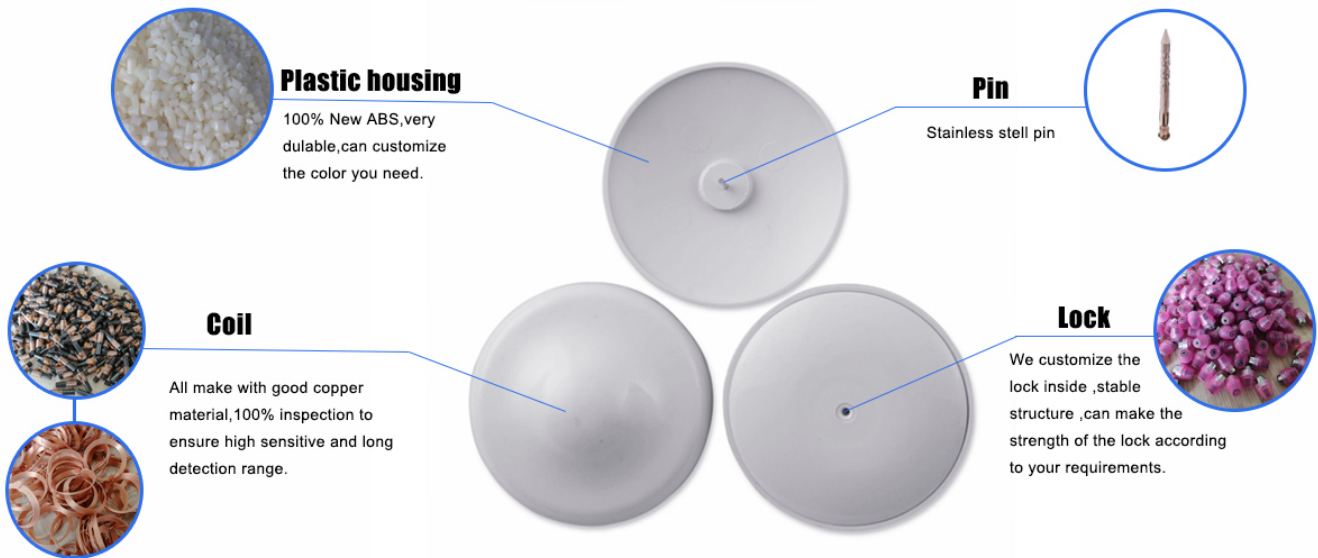 Plastic housing
100% New ABS,very
dulable,can customize
the color you need.
Pin
Stainless stell pin
Coil
All make with good copper
material,100% inspection to
ensure high sensitive and long
detection range.
Lock
We customize the
lock inside ,stable
structure ,can make the
strength of the lock according
to your requirements.